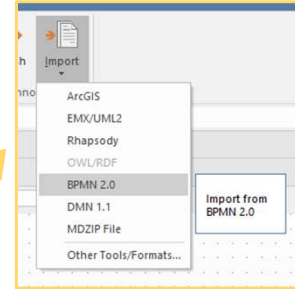 h
Import
nno
ArcGIS
EMX/UML2
Rhapsody
OWL/RDF
BPMN 2.0
DMN 1.1
MDZIP File
Other Tools/Formats...
Import from
BPMN 2.0